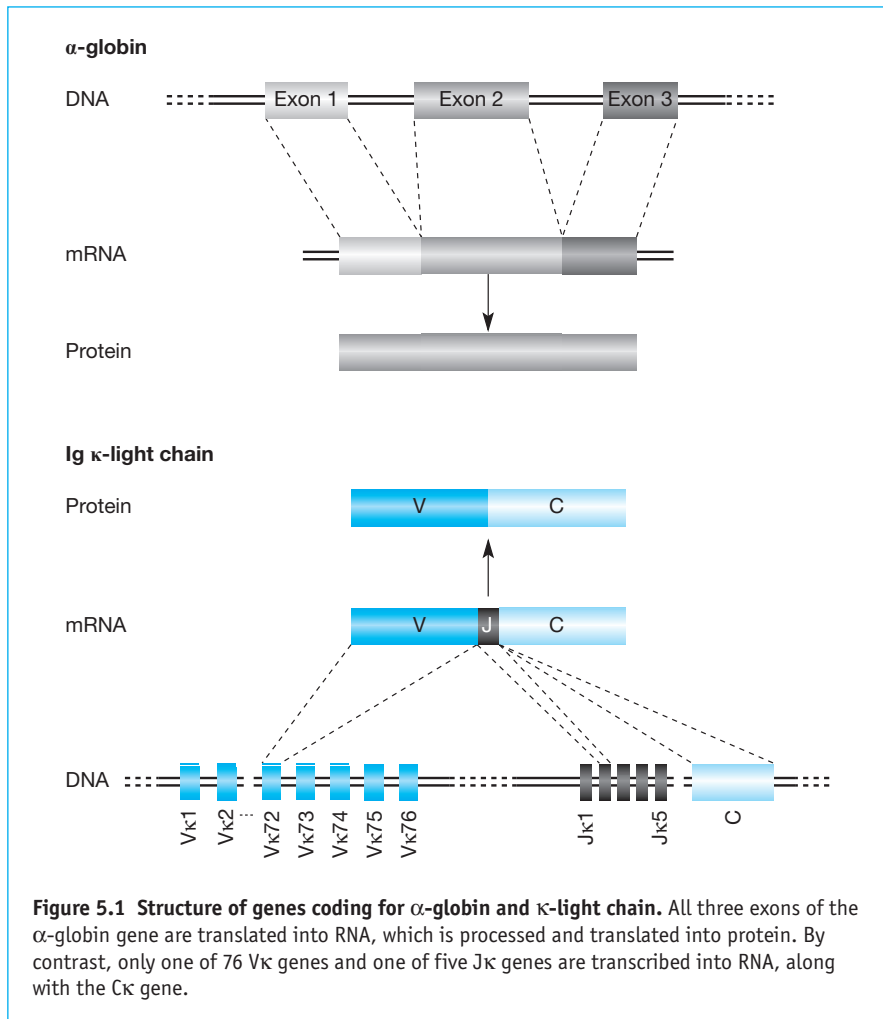 α-globin
DNA
Exon 1
Exon 2
Exon 3
mRNA
Protein
Ig κ-light chain
Protein
V
C
mRNA
V
J
C
DNA
Vκ1
Vκ2
...
Vκ72
Vκ73
Vκ74
Vκ75
Vκ76
Jκ1
Jκ5
C
Figure 5.1 Structure of genes coding for α-globin and κ-light chain. All three exons of the
α-globin gene are translated into RNA, which is processed and translated into protein. By
contrast, only one of 76 Vκ genes and one of five Jκ genes are transcribed into RNA, along
with the Cκ gene.